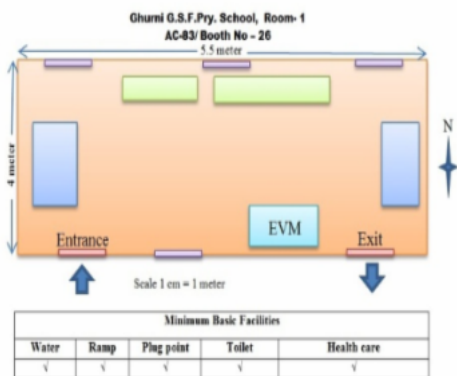 Ghurni G.S.F.Pry. School, Room- 1
AC-83/ Booth No – 26
5.5 meter
4 meter
N
EVM
Entrance
Exit
Scale 1 cm = 1 meter
Minimum Basic Facilities
Water Ramp Plug point Toilet Health care
√ √ √ √ √